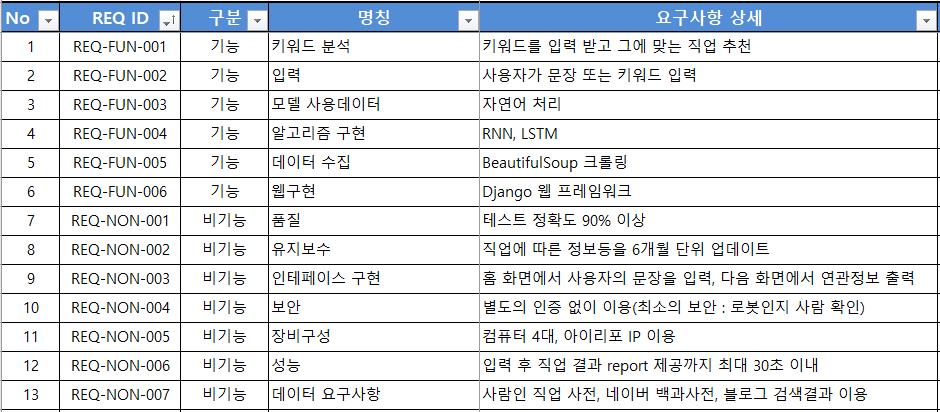 No REQ ID 구분 명칭 요구사항 상세
1 REQ-FUN-001 기능 키워드 분석 키워드를 입력 받고 그에 맞는 직업 추천
2 REQ-FUN-002 기능 입력 사용자가 문장 또는 키워드 입력
3 REQ-FUN-003 기능 모델 사용데이터 자연어 처리
4 REQ-FUN-004 기능 알고리즘 구현 RNN, LSTM
5 REQ-FUN-005 기능 데이터 수집 BeautifulSoup 크롤링
6 REQ-FUN-006 기능 웹구현 Django 웹 프레임워크
7 REQ-NON-001 비기능 품질 테스트 정확도 90% 이상
8 REQ-NON-002 비기능 유지보수 직업에 따른 정보등을 6개월 단위 업데이트
9 REQ-NON-003 비기능 인테페이스 구현 홈 화면에서 사용자의 문장을 입력, 다음 화면에서 연관정보 출력
10 REQ-NON-004 비기능 보안 별도의 인증 없이 이용(최소의 보안 : 로봇인지 사람 확인)
11 REQ-NON-005 비기능 장비구성 컴퓨터 4대, 아이리포 IP 이용
12 REQ-NON-006 비기능 성능 입력 후 직업 결과 report 제공까지 최대 30초 이내
13 REQ-NON-007 비기능 데이터 요구사항 사람인 직업 사전, 네이버 백과사전, 블로그 검색결과 이용